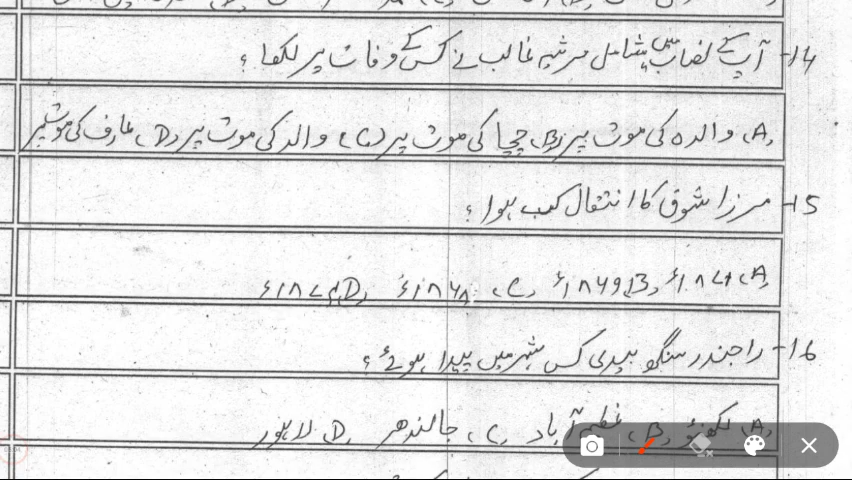 14- آپ کے نصاب میں شامل مرثیہ غالب نے کس کے وفات پر لکھا ؟
(A) والدہ کی موت پر (B) چچا کی موت پر (C) والد کی موت پر (D) عارف کی موت پر
15- مرزا شوق کا انتقال کب ہوا ؟
(A) ۱۸۷۱ء (B) ۱۸۶۹ء (C) ۱۸۶۸ء (D) ۱۸۷۲ء
16- راجندر سنگھ بیدی کس شہر میں پیدا ہوئے ؟
(A) لکھنؤ (B) عظیم آباد (C) جالندھر (D) لاہور